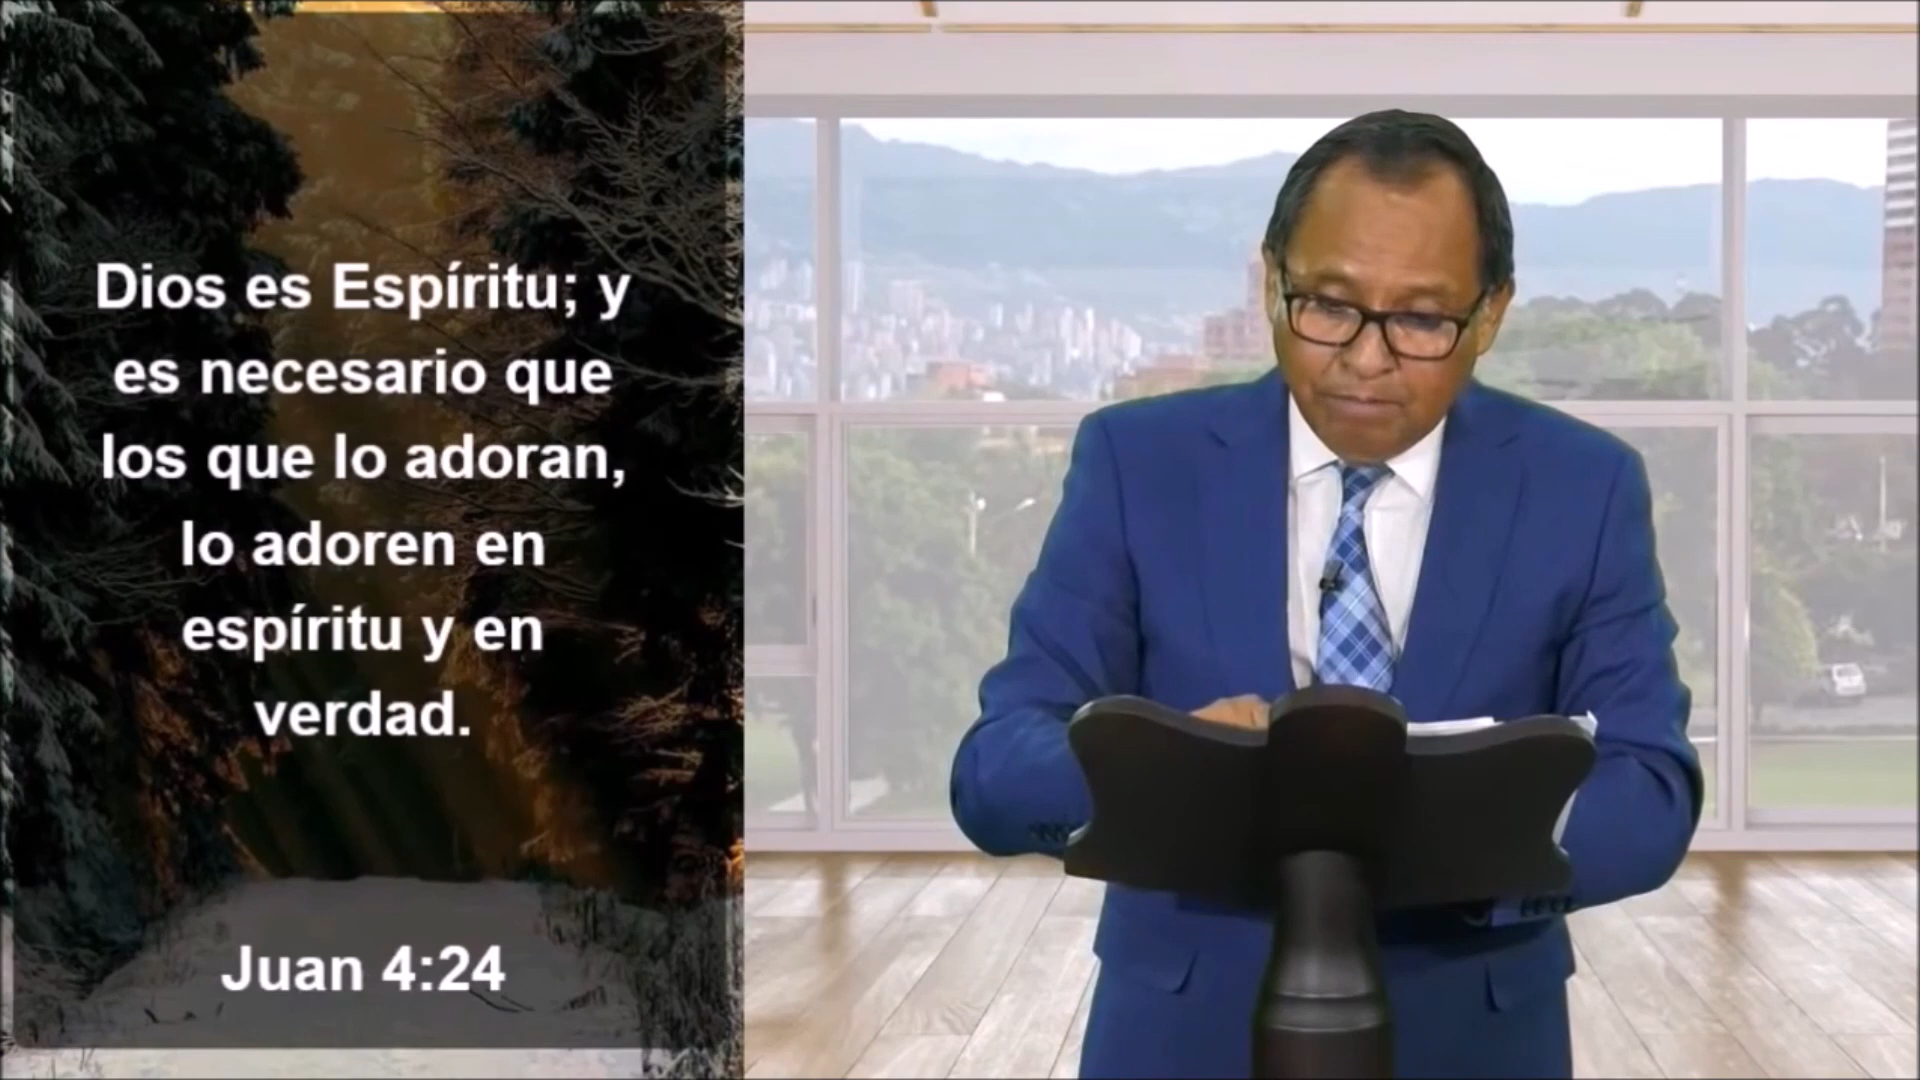 Dios es Espíritu; y
es necesario que
los que lo adoran,
lo adoren en
espíritu y en
verdad.
Juan 4:24